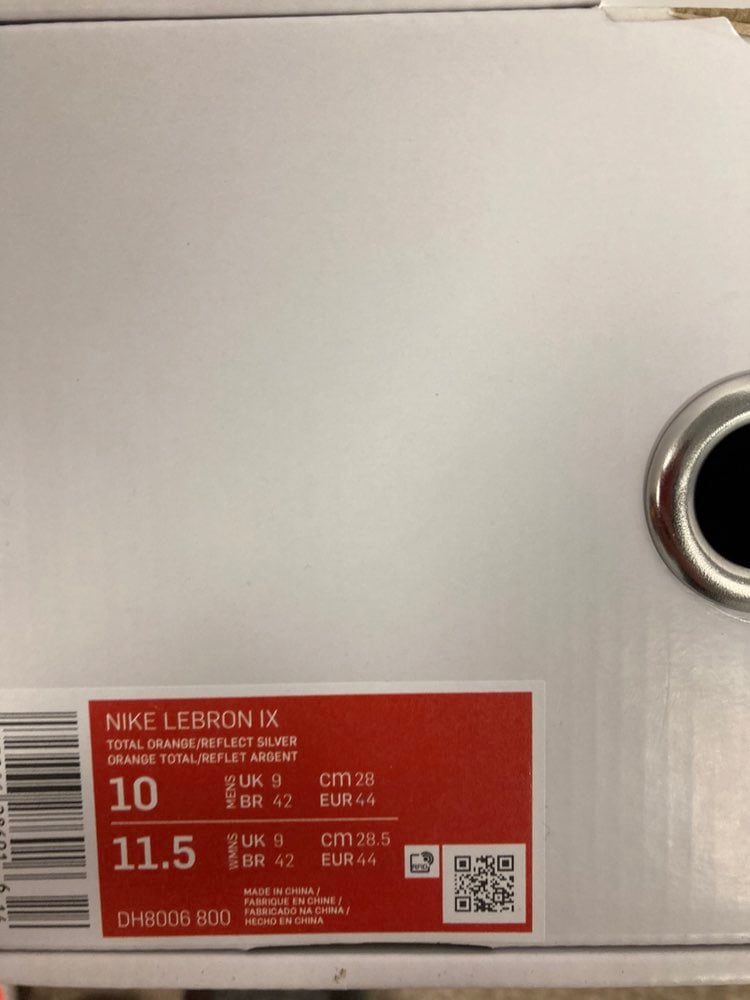 NIKE LEBRON IX
TOTAL ORANGE/REFLECT SILVER
ORANGE TOTAL/REFLET ARGENT
10 MENS UK 9 cm 28
BR 42 EUR 44
11.5 WMNS UK 9 cm 28.5
BR 42 EUR 44
RFID
DH8006 800
MADE IN CHINA /
FABRIQUE EN CHINE /
FABRICADO NA CHINA /
HECHO EN CHINA